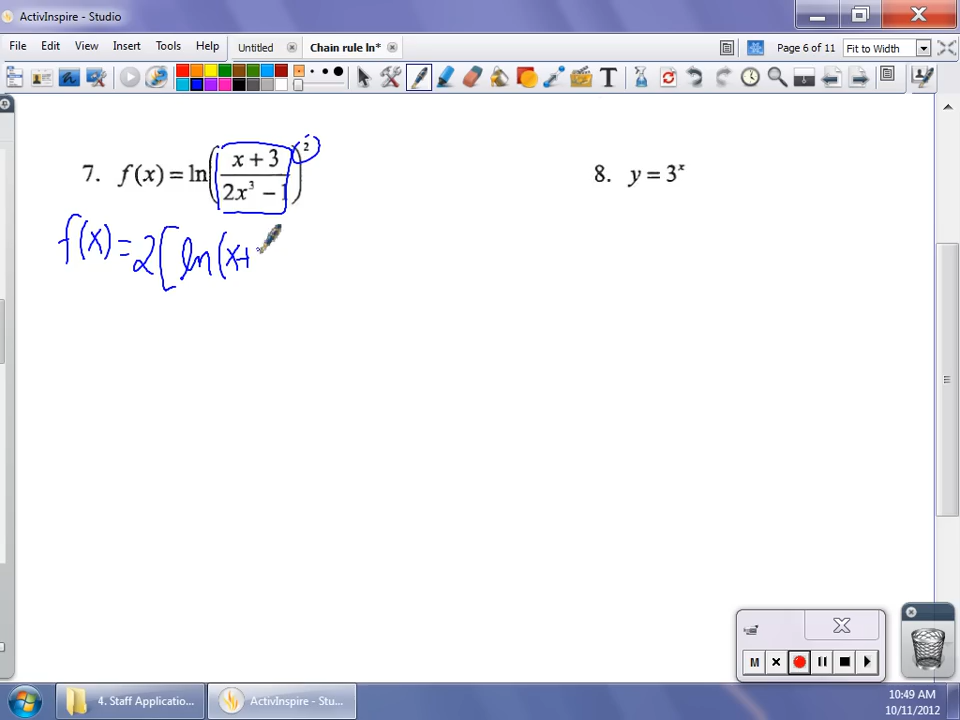 ActivInspire - Studio
File Edit View Insert Tools Help Untitled Chain rule ln* Page 6 of 11 Fit to Width
7. f(x) = ln((x + 3)/(2x³ − 1))²
8. y = 3ˣ
f(x) = 2[ln(x+
M
4. Staff Applicatio... ActivInspire - Stu...
10:49 AM
10/11/2012